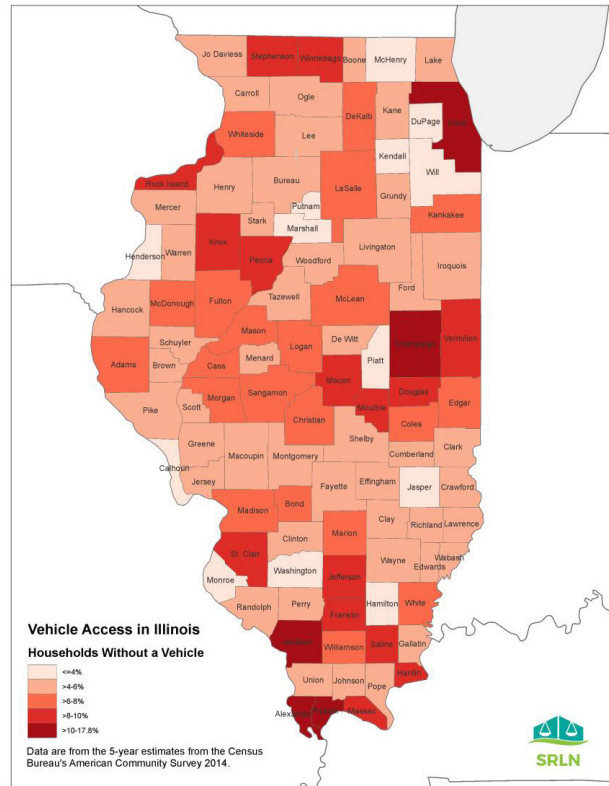 Jo Daviess
Stephenson
Winnebago
Boone
McHenry
Lake
Carroll
Ogle
DeKalb
Kane
DuPage
Cook
Whiteside
Lee
Kendall
Will
Rock Island
Henry
Bureau
LaSalle
Grundy
Putnam
Kankakee
Mercer
Stark
Marshall
Knox
Peoria
Livingston
Henderson
Warren
Woodford
Iroquois
Ford
Tazewell
McLean
Hancock
McDonough
Fulton
Mason
Logan
De Witt
Champaign
Vermilion
Schuyler
Menard
Piatt
Adams
Brown
Cass
Macon
Douglas
Morgan
Sangamon
Moultrie
Edgar
Pike
Scott
Christian
Coles
Shelby
Greene
Cumberland
Clark
Calhoun
Macoupin
Montgomery
Jersey
Fayette
Effingham
Jasper
Crawford
Madison
Bond
Clay
Richland
Lawrence
Clinton
Marion
St. Clair
Wayne
Wabash
Edwards
Washington
Monroe
Jefferson
Randolph
Perry
Hamilton
White
Franklin
Jackson
Williamson
Saline
Gallatin
Hardin
Union
Johnson
Pope
Alexander
Massac
Vehicle Access in Illinois
Households Without a Vehicle
<=4%
>4-6%
>6-8%
>8-10%
>10-17.8%
Data are from the 5-year estimates from the Census
Bureau's American Community Survey 2014.
SRLN